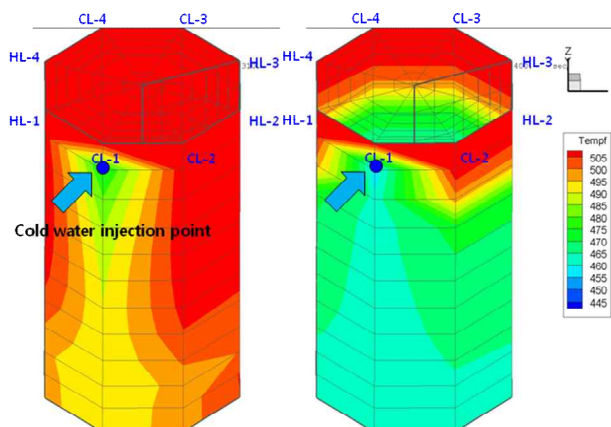 CL-4
CL-3
HL-4
HL-3
HL-1
HL-2
CL-1
CL-2
Cold water injection point
CL-4
CL-3
HL-4
HL-3
sec
HL-1
HL-2
CL-1
CL-2
Z
Tempf
505
500
495
490
485
480
475
470
465
460
455
450
445